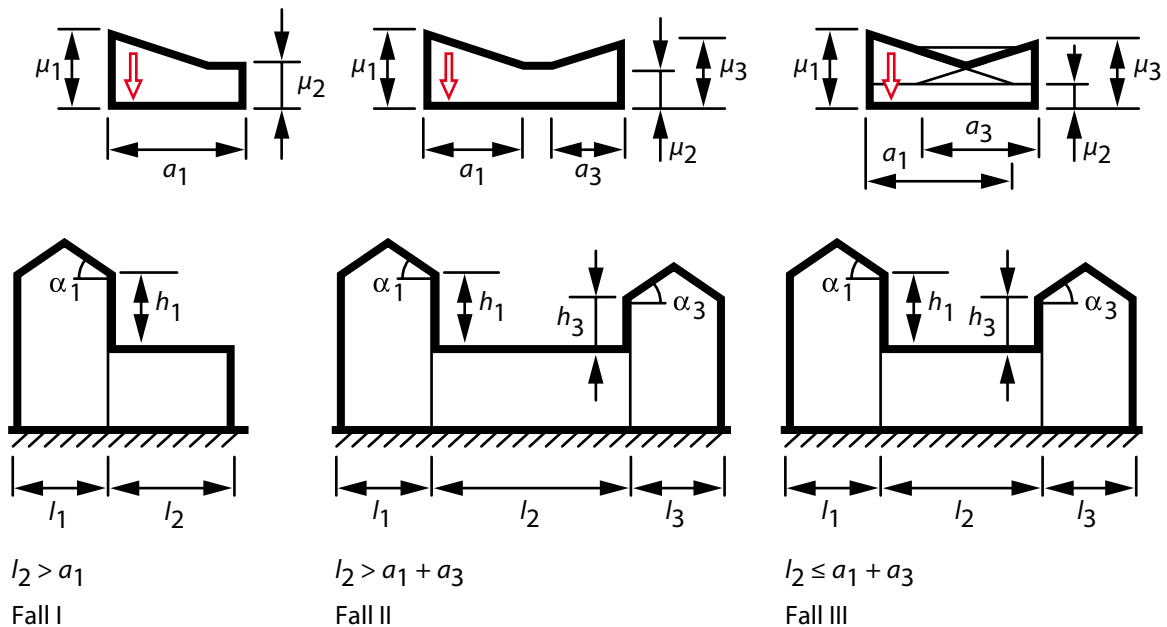 μ1 μ2 μ1 μ3 μ1 μ3
a1 a1 a3 μ2 a1 a3 μ2
α1 h1 α1 h1 h3 α3 α1 h1 h3 α3
l1 l2 l1 l2 l3 l1 l2 l3
l2 > a1 l2 > a1 + a3 l2 ≤ a1 + a3
Fall I Fall II Fall III